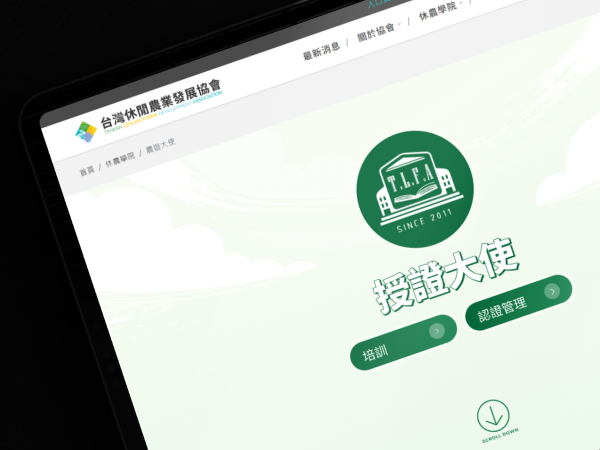 最新消息 / 關於協會 / 休農學院 /
台灣休閒農業發展協會
TAIWAN LEISURE FARMS DEVELOPMENT ASSOCIATION
首頁 / 休農學院 / 農遊大使
T.L.F.A
SINCE 2011
授證大使
培訓
認證管理
SCROLL DOWN